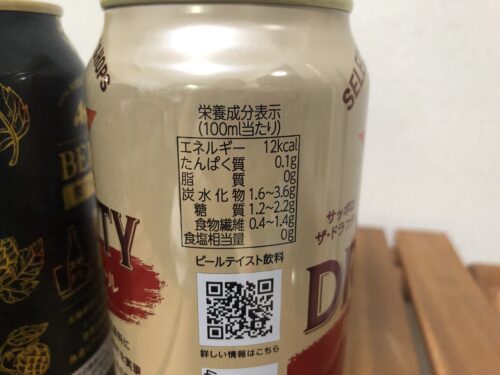 栄養成分表示
(100ml当たり)
エネルギー 12kcal
たんぱく質 0.1g
脂質 0g
炭水化物 1.6~3.6g
糖質 1.2~2.2g
食物繊維 0.4~1.4g
食塩相当量 0g
ビールテイスト飲料
詳しい情報はこちら
HOPS
SELE
サッポロ
ザ・ドラフ
TY
BE